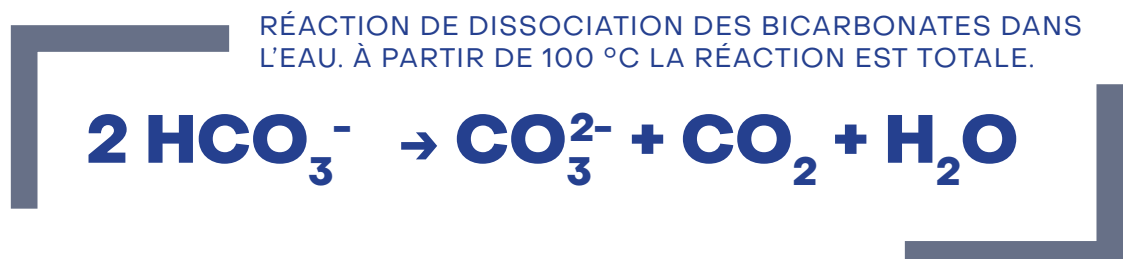 RÉACTION DE DISSOCIATION DES BICARBONATES DANS
L'EAU. À PARTIR DE 100 °C LA RÉACTION EST TOTALE.
2 HCO₃⁻ → CO₃²⁻ + CO₂ + H₂O